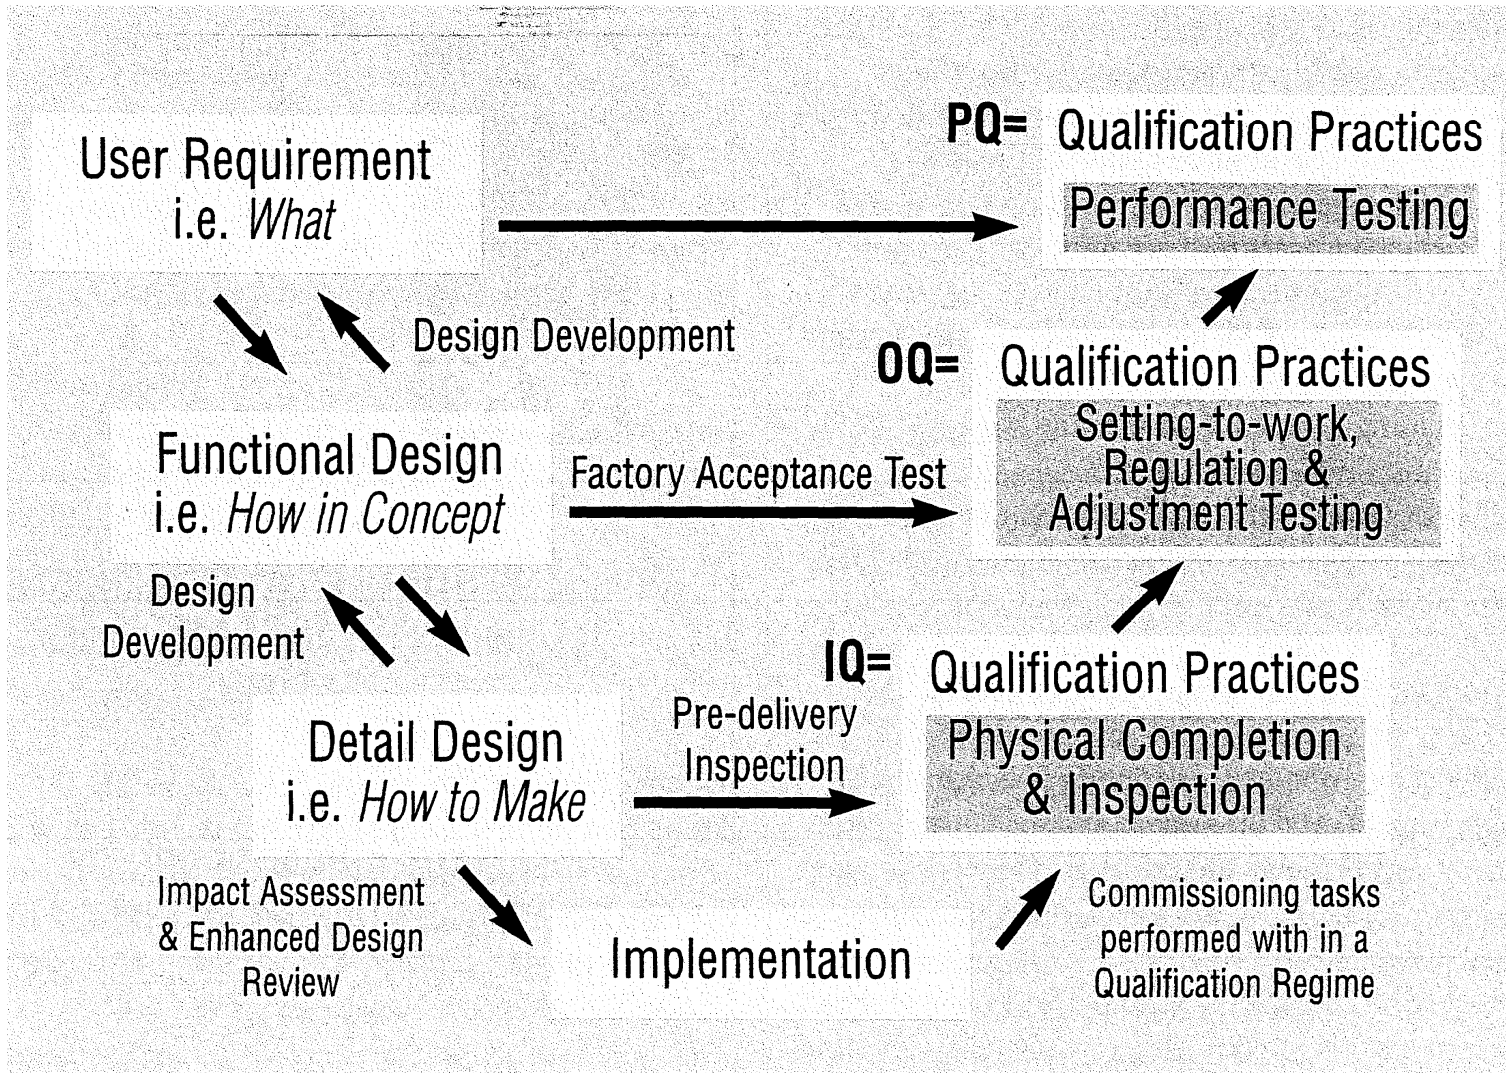 User Requirement
i.e. What
PQ= Qualification Practices
Performance Testing
Design Development
OQ= Qualification Practices
Setting-to-work,
Regulation &
Adjustment Testing
Functional Design
i.e. How in Concept
Factory Acceptance Test
Design
Development
IQ= Qualification Practices
Physical Completion
& Inspection
Detail Design
i.e. How to Make
Pre-delivery
Inspection
Impact Assessment
& Enhanced Design
Review
Implementation
Commissioning tasks
performed with in a
Qualification Regime